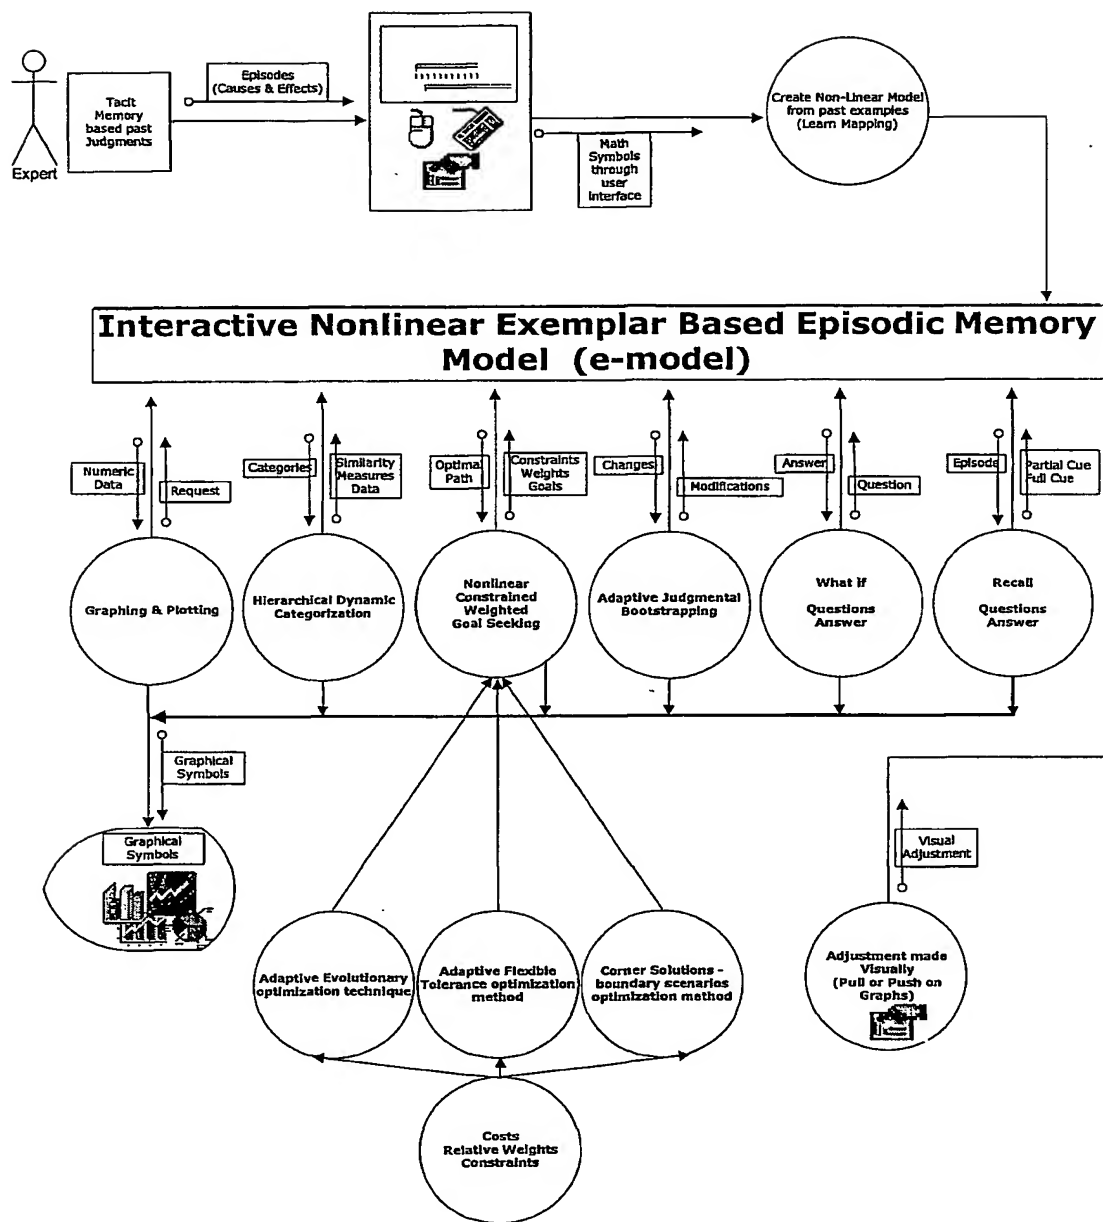 Expert
Tacit
Memory
based past
Judgments
Episodes
(Causes & Effects)
Math
Symbols
through
user
interface
Create Non-Linear Model
from past examples
(Learn Mapping)
Interactive Nonlinear Exemplar Based Episodic Memory
Model (e-model)
Numeric
Data
Request
Categories
Similarity
Measures
Data
Optimal
Path
Constraints
Weights
Goals
Changes
Modifications
Answer
Question
Episode
Partial Cue
Full Cue
Graphing & Plotting
Hierarchical Dynamic
Categorization
Nonlinear
Constrained
Weighted
Goal Seeking
Adaptive Judgmental
Bootstrapping
What if
Questions
Answer
Recall
Questions
Answer
Graphical
Symbols
Graphical
Symbols
Visual
Adjustment
Adaptive Evolutionary
optimization technique
Adaptive Flexible
Tolerance optimization
method
Corner Solutions -
boundary scenarios
optimization method
Adjustment made
Visually
(Pull or Push on
Graphs)
Costs
Relative Weights
Constraints